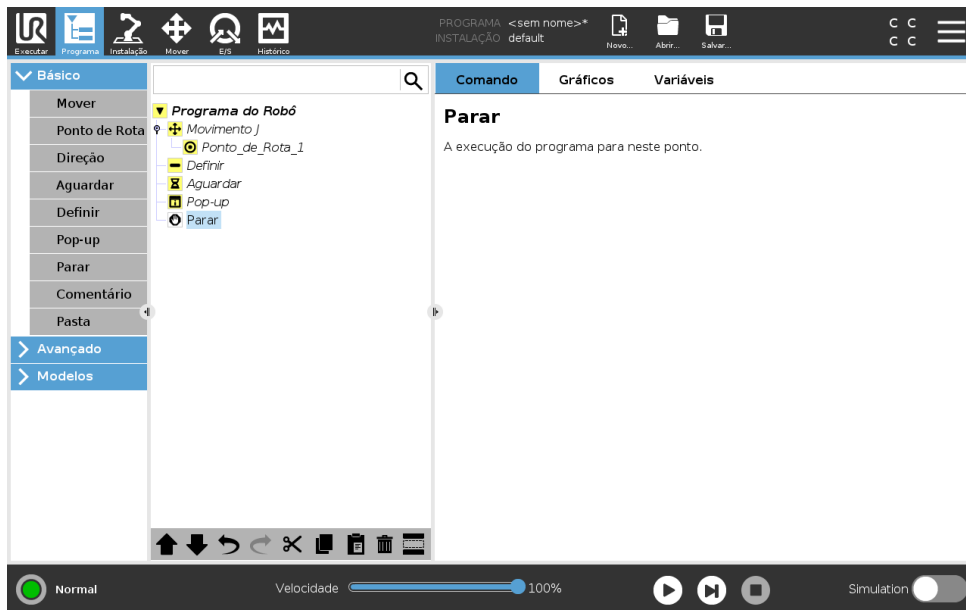 UR
PROGRAMA <sem nome>*
INSTALAÇÃO default
C C
C C
Executar Programa Instalação Mover E/S Histórico Novo... Abrir... Salvar...
Básico
Mover
Ponto de Rota
Direção
Aguardar
Definir
Pop-up
Parar
Comentário
Pasta
Avançado
Modelos
Programa do Robô
Movimento J
Ponto_de_Rota_1
Definir
Aguardar
Pop-up
Parar
Comando Gráficos Variáveis
Parar
A execução do programa para neste ponto.
Normal
Velocidade 100%
Simulation